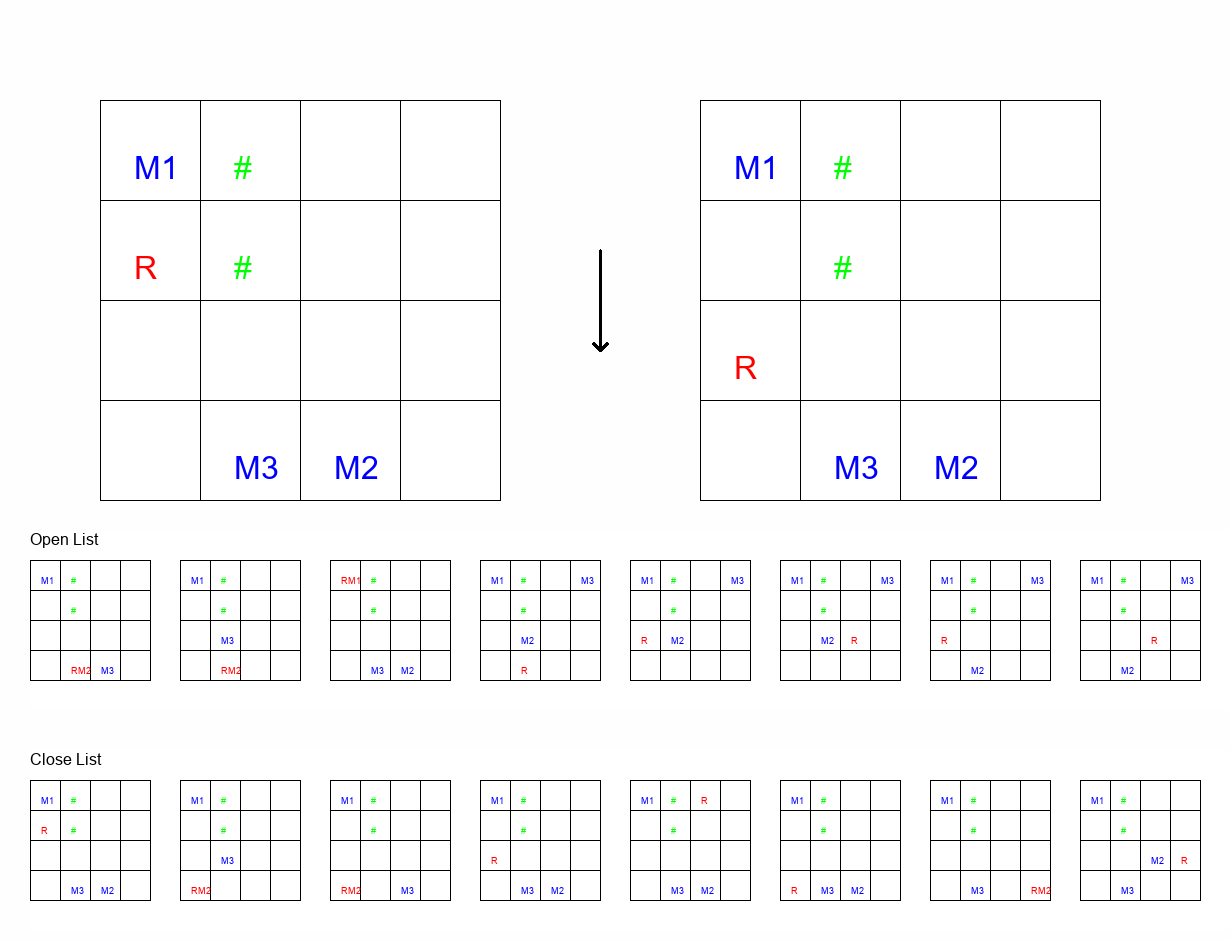 M1 # M1 #
R # #
R
M3 M2 M3 M2
Open List
M1 # M1 # RM1 # M1 # M3 M1 # M3 M1 # M3 M1 # M3 M1 # M3
# # # # # # # #
M3 M2 R M2 M2 R R R
RM2 M3 RM2 M3 M2 R M2 M2
Close List
M1 # M1 # M1 # M1 # M1 # R M1 # M1 # M1 #
R # # # # # # # #
M3 R M2 R
M3 M2 RM2 RM2 M3 M3 M2 M3 M2 R M3 M2 M3 RM2 M3